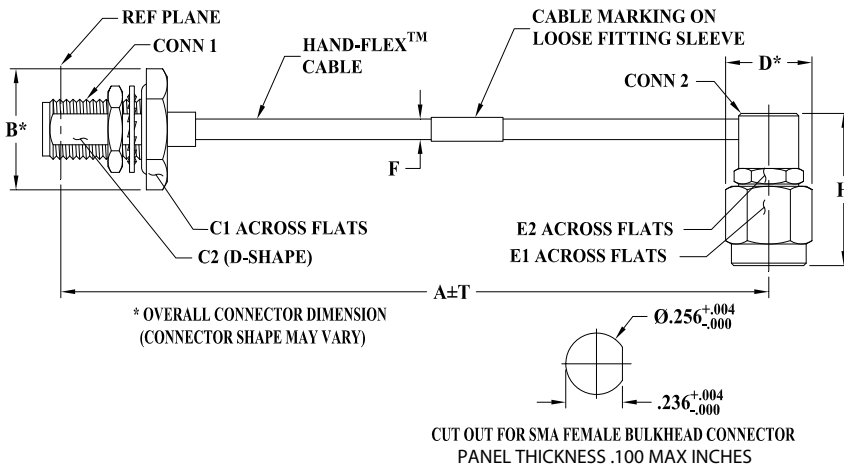 REF PLANE
CONN 1
HAND-FLEX™
CABLE
CABLE MARKING ON
LOOSE FITTING SLEEVE
D*
CONN 2
B*
F
H
C1 ACROSS FLATS
C2 (D-SHAPE)
E2 ACROSS FLATS
E1 ACROSS FLATS
A±T
* OVERALL CONNECTOR DIMENSION
(CONNECTOR SHAPE MAY VARY)
Ø.256 +.004 -.000
.236 +.004 -.000
CUT OUT FOR SMA FEMALE BULKHEAD CONNECTOR
PANEL THICKNESS .100 MAX INCHES